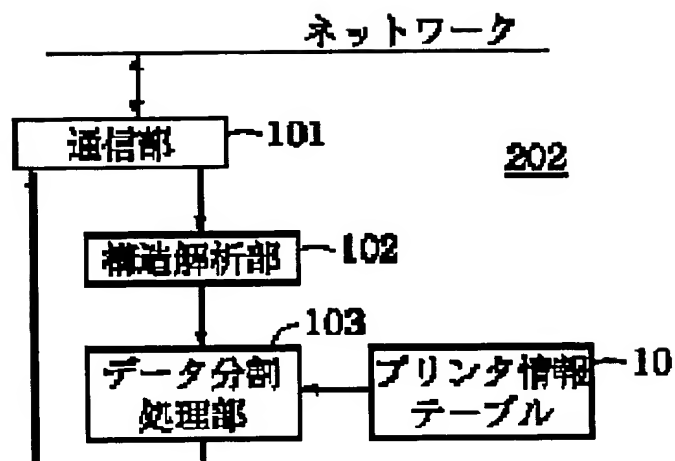 ネットワーク
通信部
101
202
構造解析部
102
103
データ分割
処理部
プリンタ情報
テーブル
10